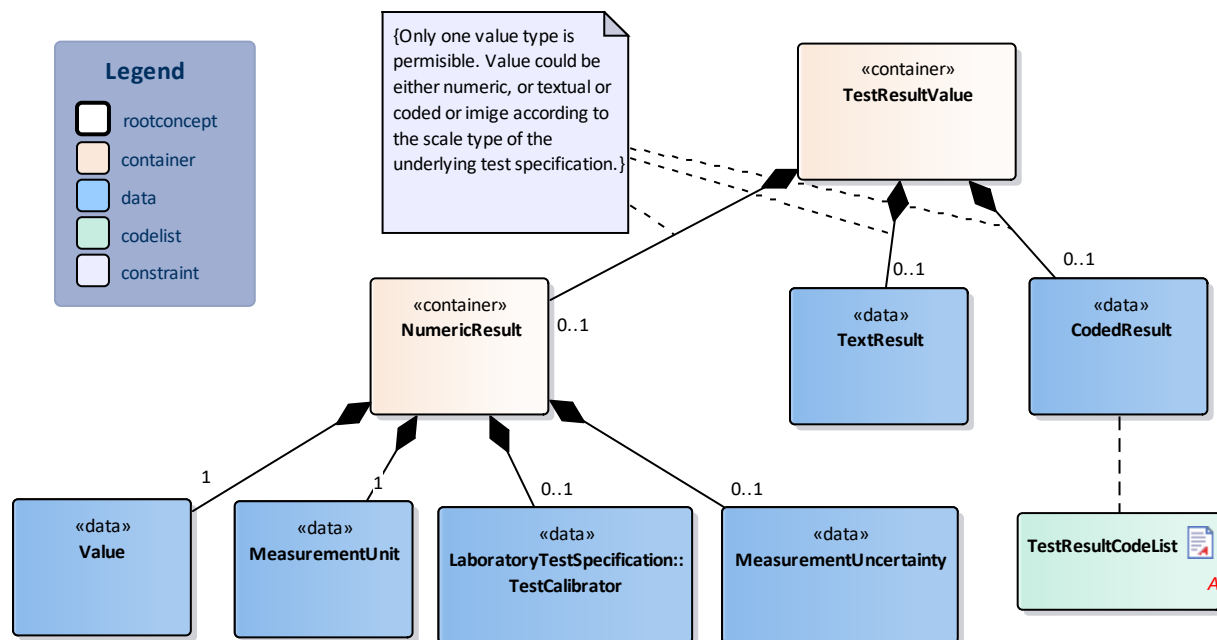 Legend
rootconcept
container
data
codelist
constraint
{Only one value type is
permisible. Value could be
either numeric, or textual or
coded or imige according to
the scale type of the
underlying test specification.}
«container»
TestResultValue
0..1
0..1
0..1
«container»
NumericResult
«data»
TextResult
«data»
CodedResult
1
1
0..1
0..1
«data»
Value
«data»
MeasurementUnit
«data»
LaboratoryTestSpecification::
TestCalibrator
«data»
MeasurementUncertainty
TestResultCodeList
A